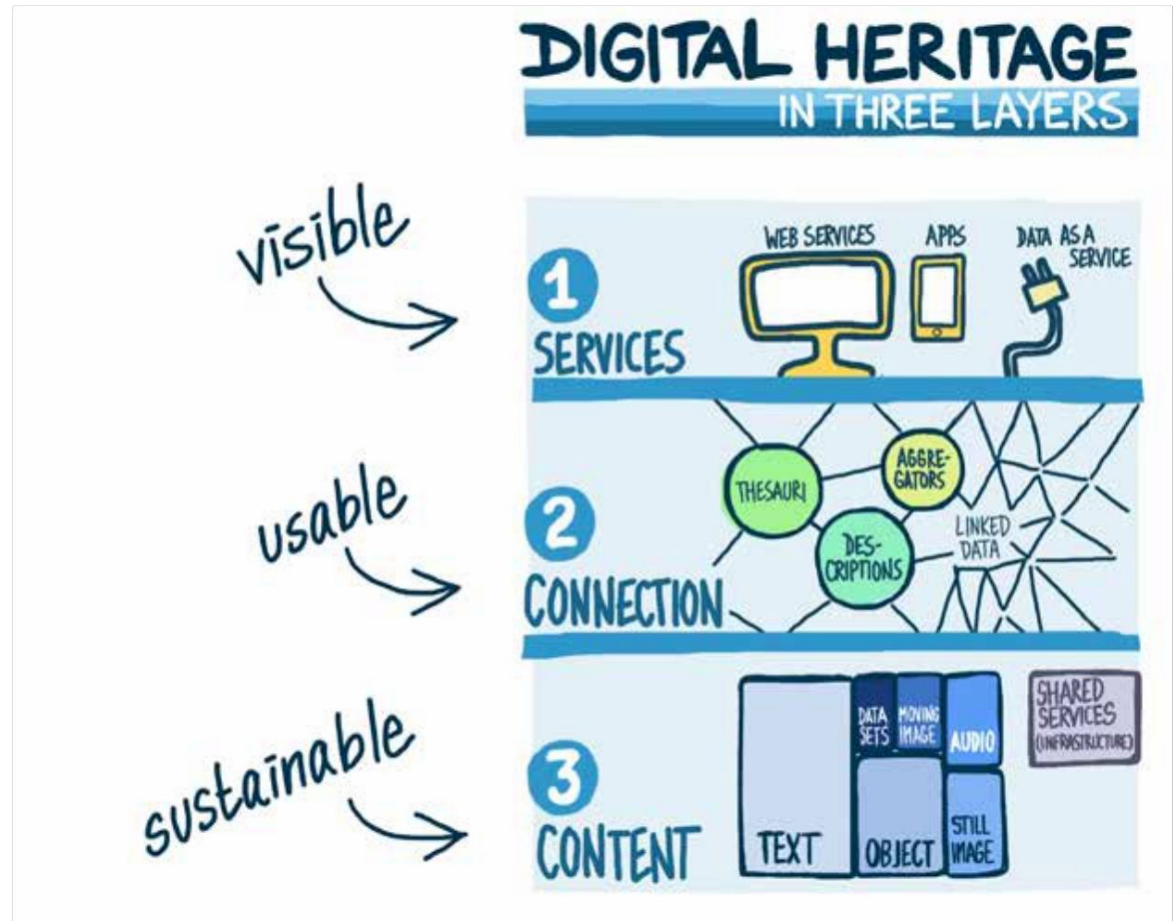 DIGITAL HERITAGE
IN THREE LAYERS
visible
1
SERVICES
WEB SERVICES
APPS
DATA AS A
SERVICE
usable
2
CONNECTION
THESAURI
AGGRE-
GATORS
DES-
CRIPTIONS
LINKED
DATA
sustainable
3
CONTENT
TEXT
DATA
SETS
MOVING
IMAGE
AUDIO
OBJECT
STILL
IMAGE
SHARED
SERVICES
(INFRASTRUCTURE)